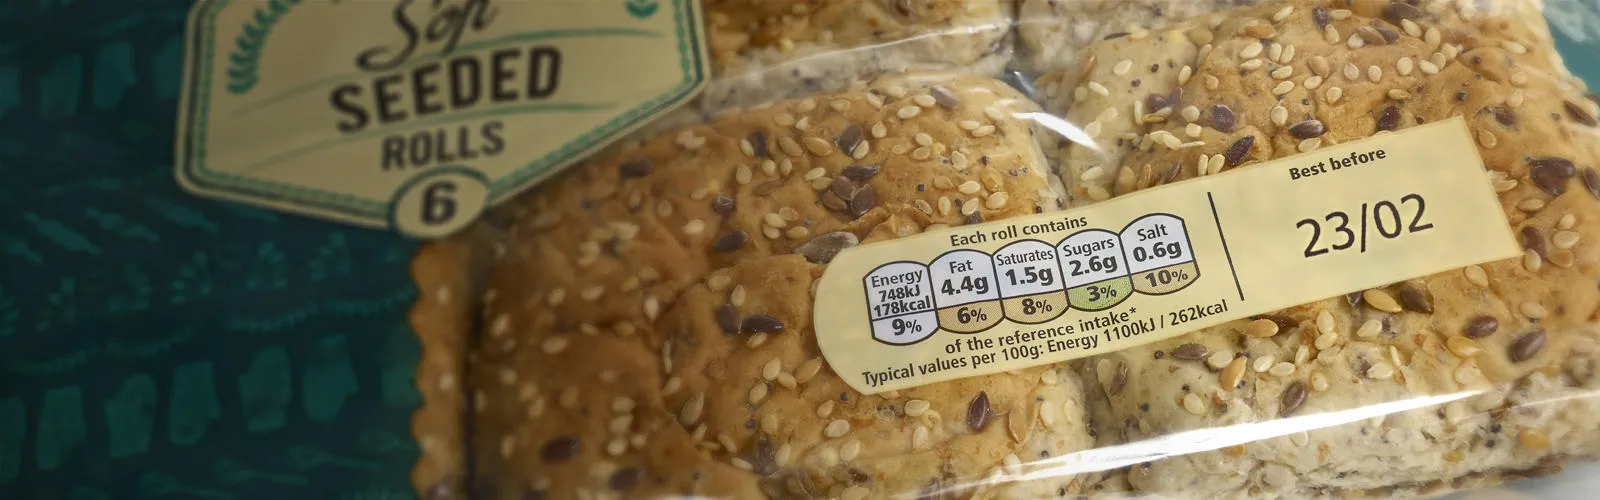 Soft
SEEDED
ROLLS
6
Each roll contains
Energy
748kJ
178kcal
9%
Fat
4.4g
6%
Saturates
1.5g
8%
Sugars
2.6g
3%
Salt
0.6g
10%
of the reference intake*
Typical values per 100g: Energy 1100kJ / 262kcal
Best before
23/02